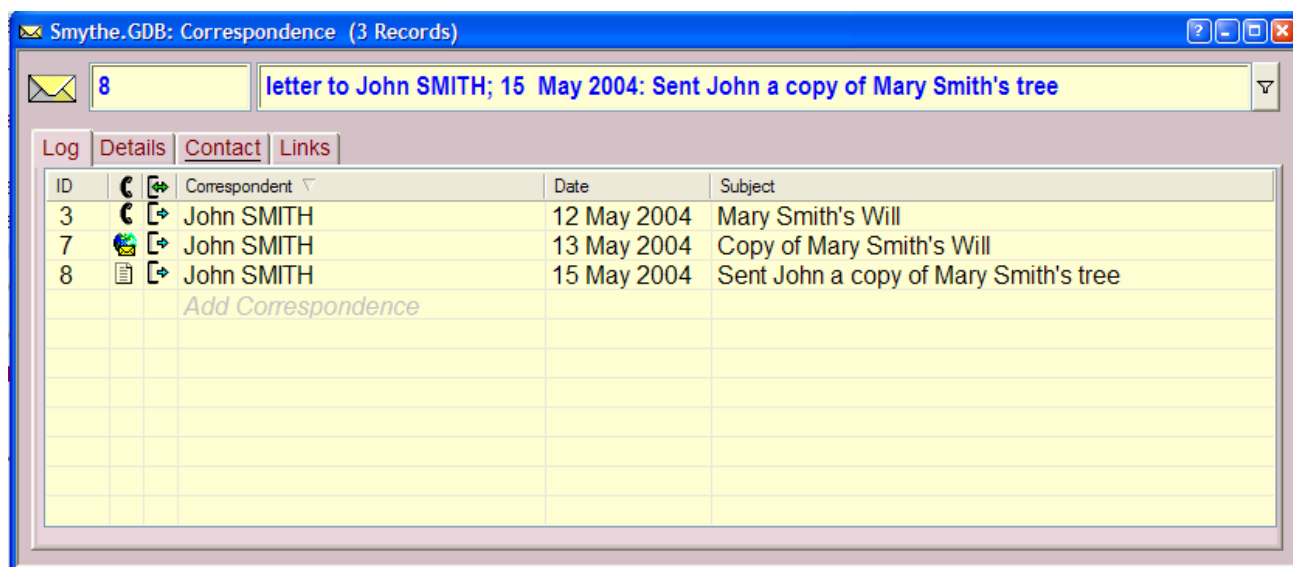 Smythe.GDB: Correspondence (3 Records)
8 letter to John SMITH; 15 May 2004: Sent John a copy of Mary Smith's tree
Log Details Contact Links
ID Correspondent Date Subject
3 John SMITH 12 May 2004 Mary Smith's Will
7 John SMITH 13 May 2004 Copy of Mary Smith's Will
8 John SMITH 15 May 2004 Sent John a copy of Mary Smith's tree
Add Correspondence